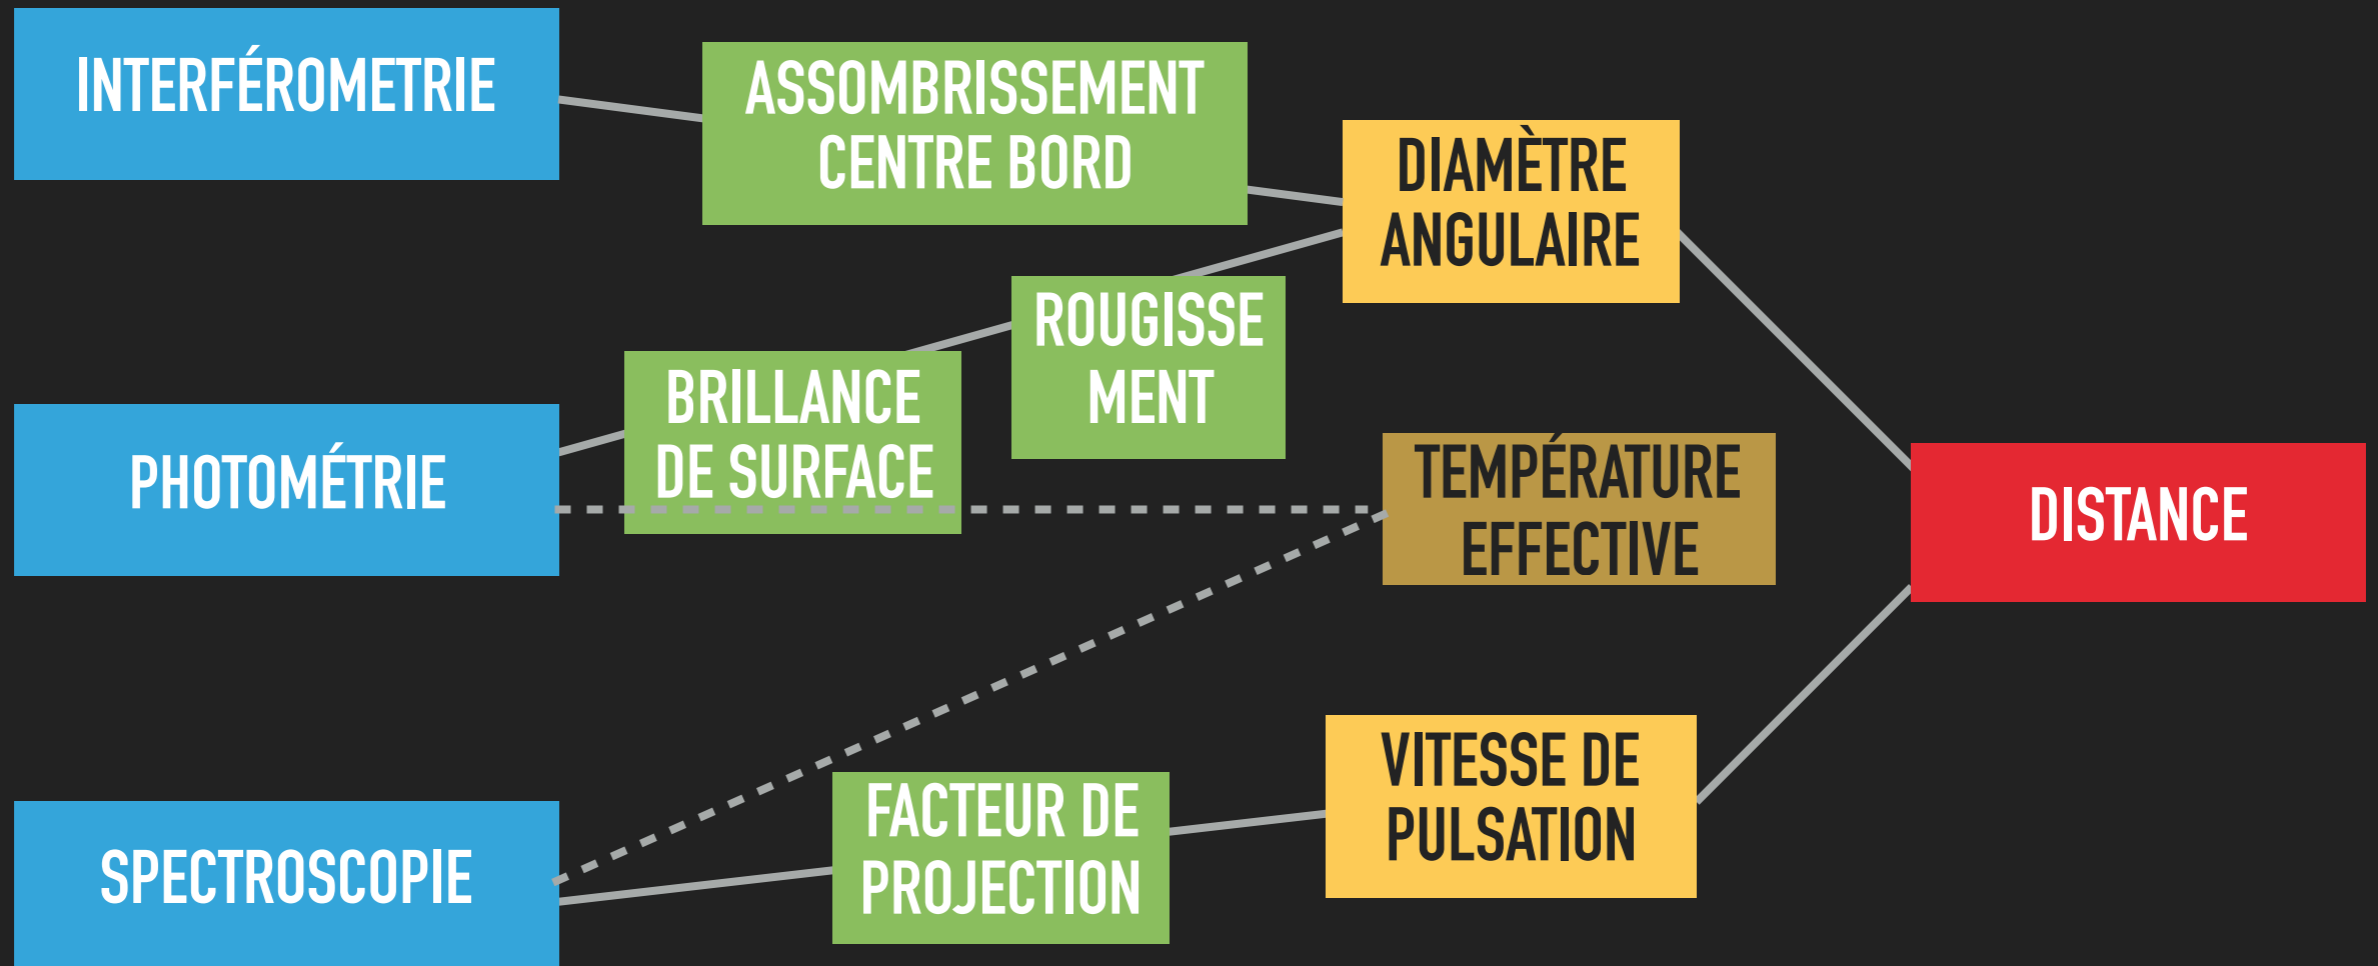 INTERFÉROMETRIE
ASSOMBRISSEMENT
CENTRE BORD
DIAMÈTRE
ANGULAIRE
ROUGISSE
MENT
BRILLANCE
DE SURFACE
PHOTOMÉTRIE
TEMPÉRATURE
EFFECTIVE
DISTANCE
VITESSE DE
PULSATION
FACTEUR DE
PROJECTION
SPECTROSCOPIE